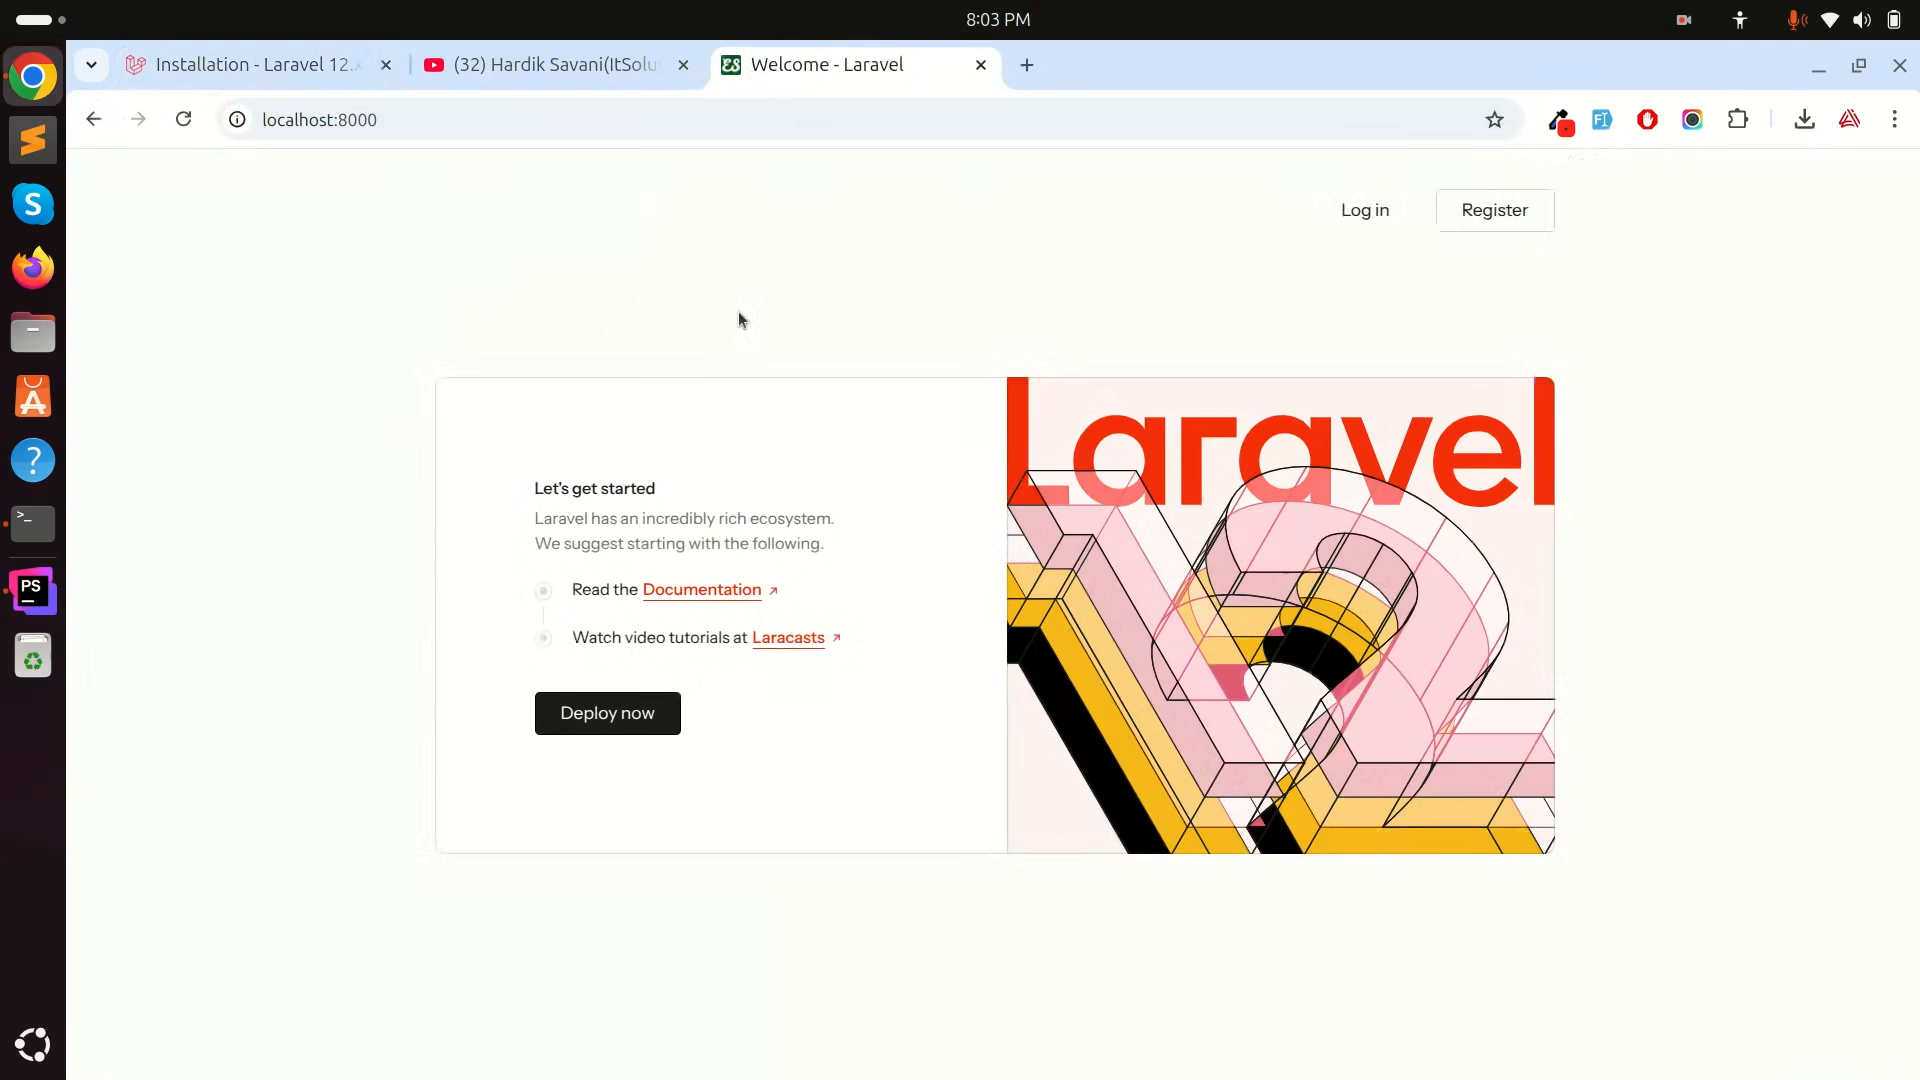 8:03 PM
Installation - Laravel 12.x
(32) Hardik Savani(ItSolu
Welcome - Laravel
localhost:8000
Log in
Register
Let's get started
Laravel has an incredibly rich ecosystem.
We suggest starting with the following.
Read the Documentation
Watch video tutorials at Laracasts
Deploy now
Laravel
PS